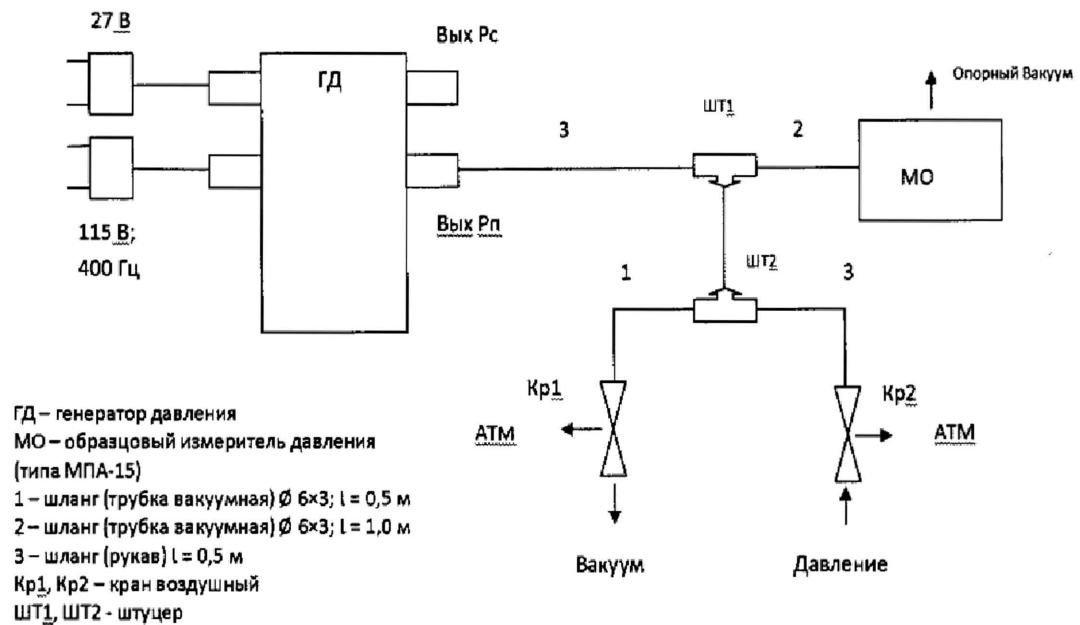 27 В
Вых Рс
ГД
Опорный Вакуум
3
ШТ1
2
МО
115 В;
400 Гц
Вых Рп
1
ШТ2
3
Кр1
Кр2
АТМ
АТМ
Вакуум
Давление
ГД – генератор давления
МО – образцовый измеритель давления
(типа МПА-15)
1 – шланг (трубка вакуумная) Ø 6×3; l = 0,5 м
2 – шланг (трубка вакуумная) Ø 6×3; l = 1,0 м
3 – шланг (рукав) l = 0,5 м
Кр1, Кр2 – кран воздушный
ШТ1, ШТ2 - штуцер